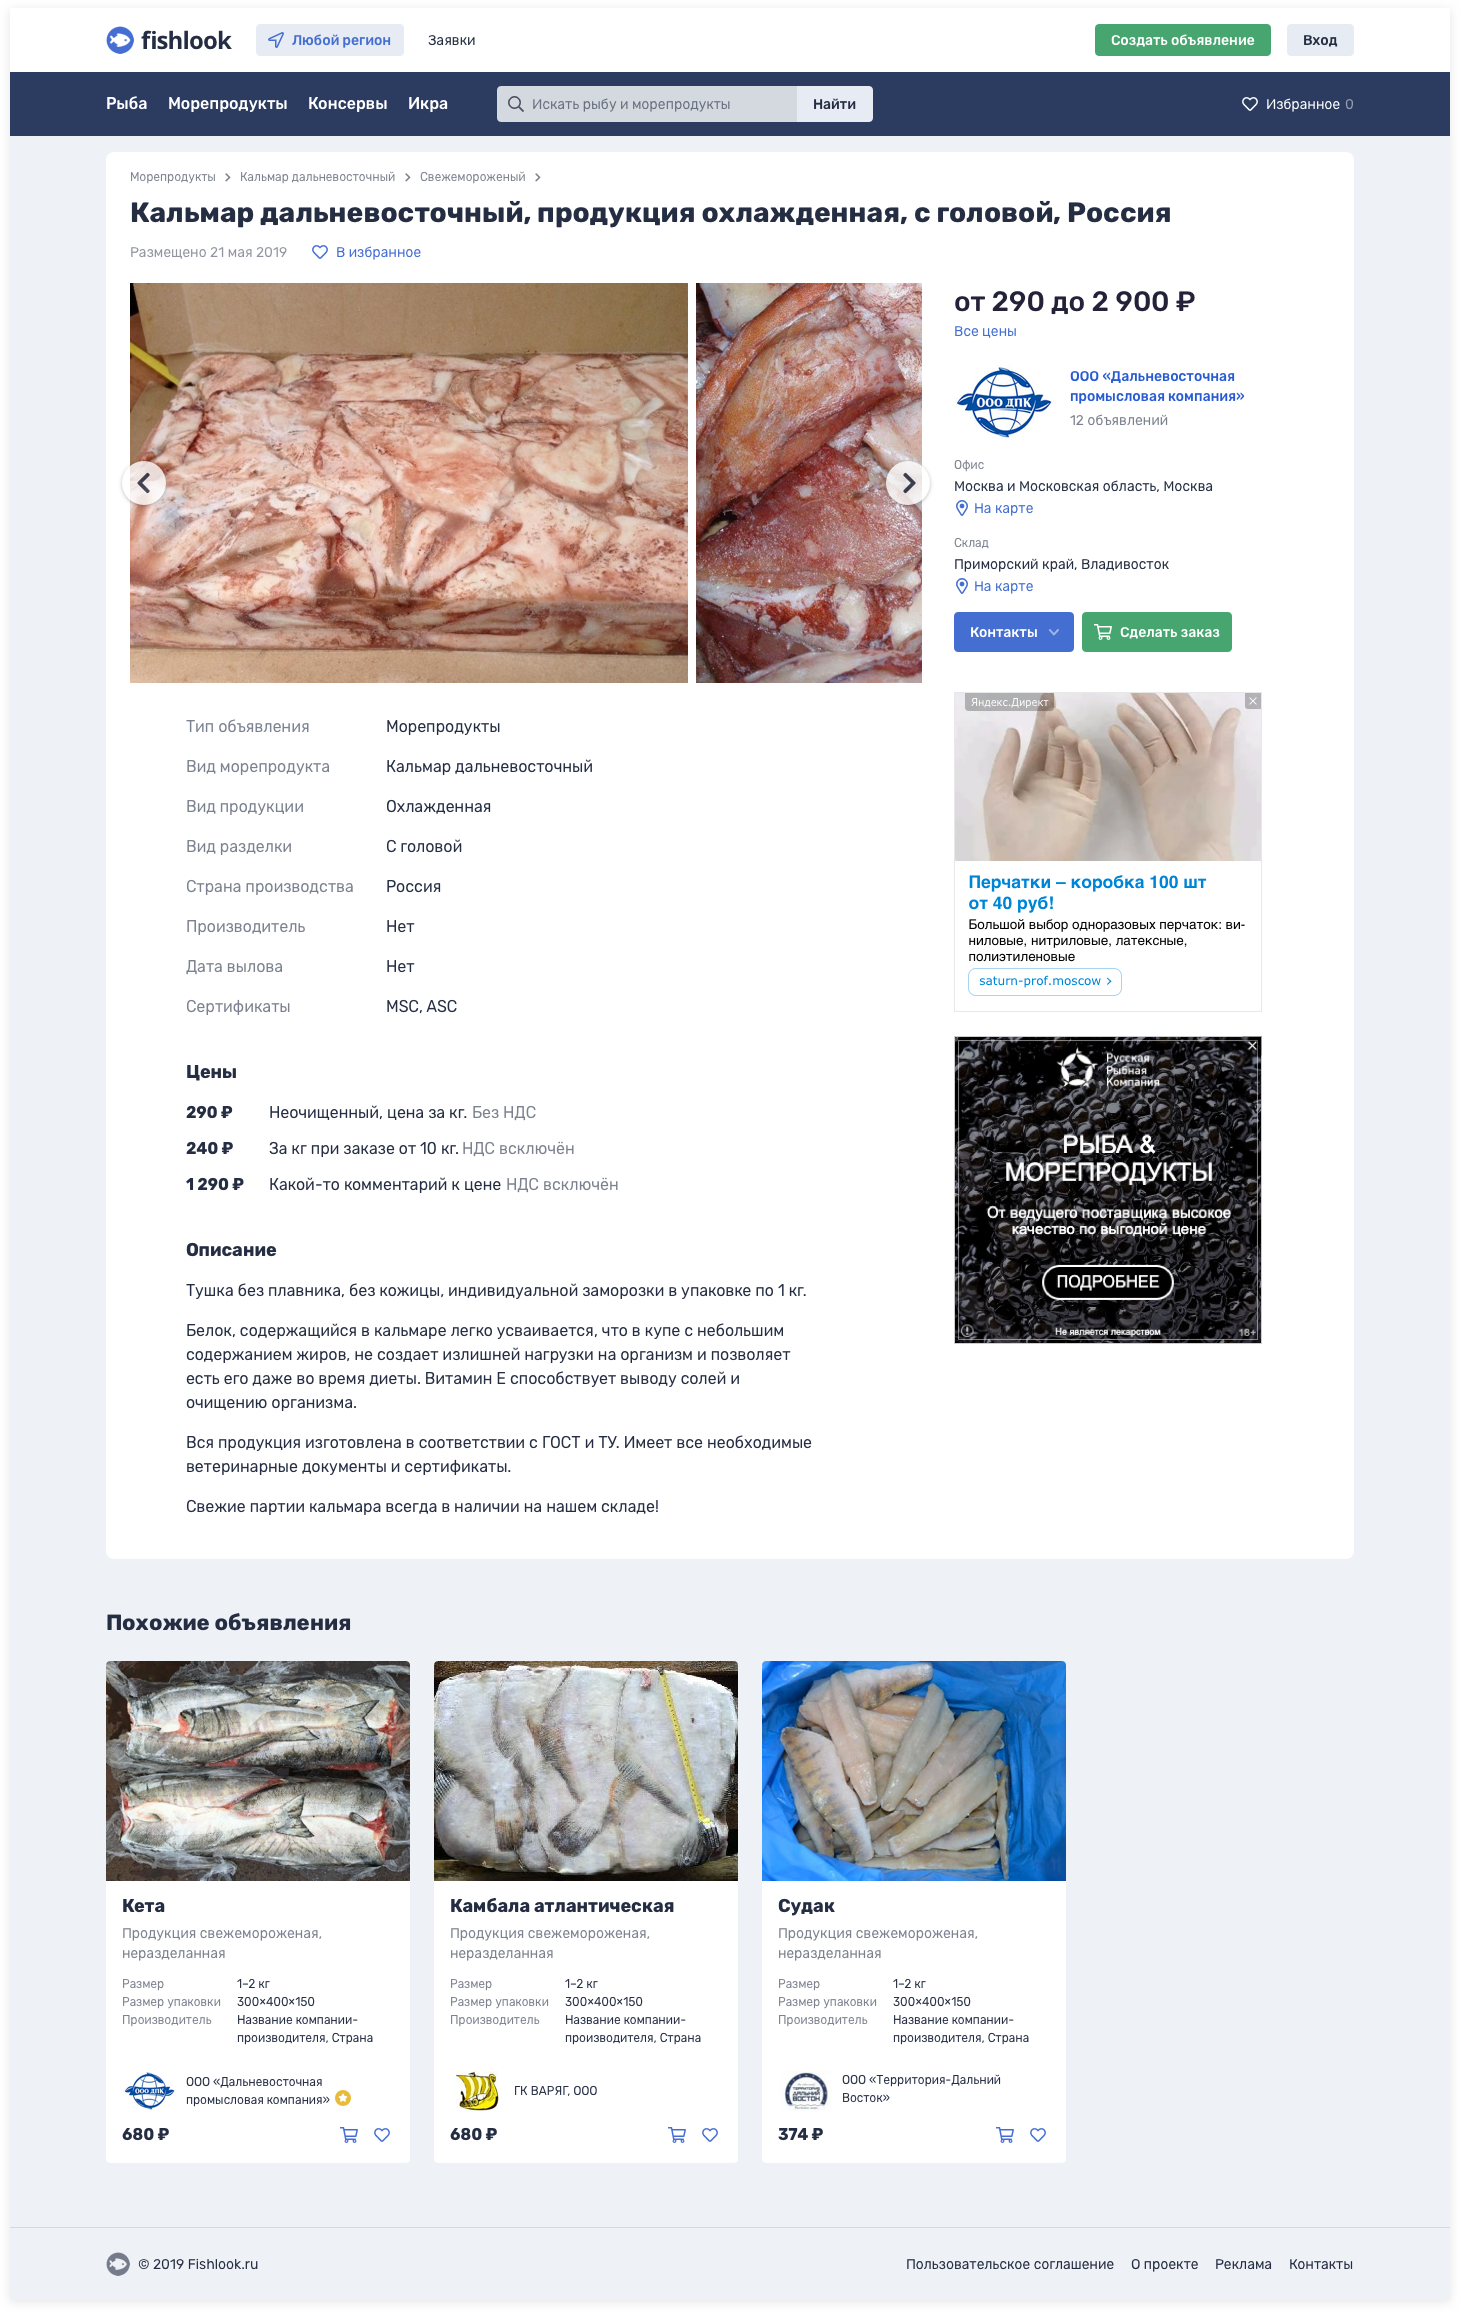 fishlook
Любой регион
Заявки
Создать объявление
Вход
Рыба
Морепродукты
Консервы
Икра
Искать рыбу и морепродукты
Найти
Избранное 0
Морепродукты > Кальмар дальневосточный > Свежемороженый >
Кальмар дальневосточный, продукция охлажденная, с головой, Россия
Размещено 21 мая 2019
В избранное
от 290 до 2 900 ₽
Все цены
ООО ДПК
ООО «Дальневосточная
промысловая компания»
12 объявлений
Офис
Москва и Московская область, Москва
На карте
Склад
Приморский край, Владивосток
На карте
Контакты
Сделать заказ
Тип объявления Морепродукты
Вид морепродукта Кальмар дальневосточный
Вид продукции Охлажденная
Вид разделки С головой
Страна производства Россия
Производитель Нет
Дата вылова Нет
Сертификаты MSC, ASC
Цены
290 ₽ Неочищенный, цена за кг. Без НДС
240 ₽ За кг при заказе от 10 кг. НДС всключён
1 290 ₽ Какой-то комментарий к цене НДС всключён
Описание
Тушка без плавника, без кожицы, индивидуальной заморозки в упаковке по 1 кг.
Белок, содержащийся в кальмаре легко усваивается, что в купе с небольшим
содержанием жиров, не создает излишней нагрузки на организм и позволяет
есть его даже во время диеты. Витамин Е способствует выводу солей и
очищению организма.
Вся продукция изготовлена в соответствии с ГОСТ и ТУ. Имеет все необходимые
ветеринарные документы и сертификаты.
Свежие партии кальмара всегда в наличии на нашем складе!
Яндекс.Директ
Перчатки – коробка 100 шт
от 40 руб!
Большой выбор одноразовых перчаток: ви-
ниловые, нитриловые, латексные,
полиэтиленовые
saturn-prof.moscow >
Русская
Рыбная
Компания
РЫБА &
МОРЕПРОДУКТЫ
От ведущего поставщика высокое
качество по выгодной цене
ПОДРОБНЕЕ
Не является лекарством
18+
Похожие объявления
Кета
Продукция свежемороженая,
неразделанная
Размер 1–2 кг
Размер упаковки 300×400×150
Производитель Название компании-
производителя, Страна
ООО ДПК
ООО «Дальневосточная
промысловая компания»
680 ₽
Камбала атлантическая
Продукция свежемороженая,
неразделанная
Размер 1–2 кг
Размер упаковки 300×400×150
Производитель Название компании-
производителя, Страна
ГК ВАРЯГ, ООО
680 ₽
Судак
Продукция свежемороженая,
неразделанная
Размер 1–2 кг
Размер упаковки 300×400×150
Производитель Название компании-
производителя, Страна
ТЕРРИТОРИЯ
ДАЛЬНИЙ
ВОСТОК
ООО «Территория-Дальний
Восток»
374 ₽
© 2019 Fishlook.ru
Пользовательское соглашение
О проекте
Реклама
Контакты